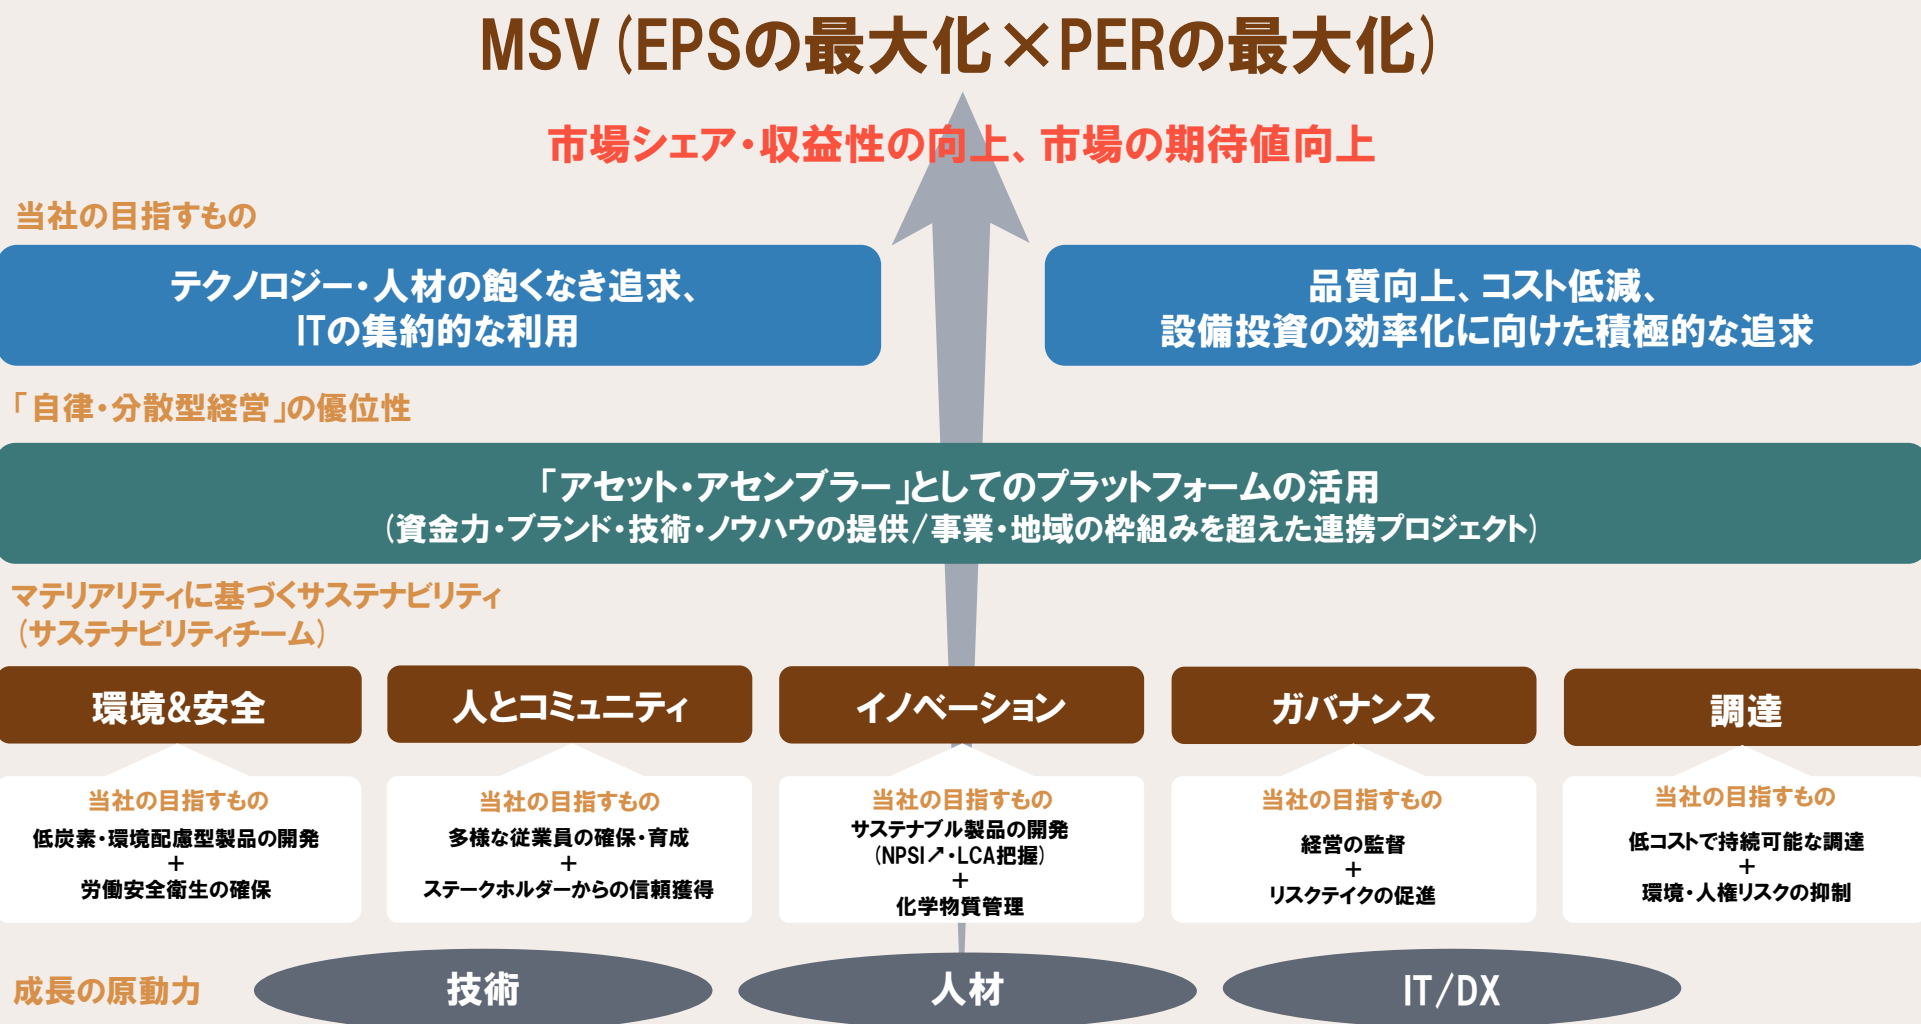 MSV(EPSの最大化×PERの最大化)
市場シェア・収益性の向上、市場の期待値向上
当社の目指すもの
テクノロジー・人材の飽くなき追求、
ITの集約的な利用
品質向上、コスト低減、
設備投資の効率化に向けた積極的な追求
「自律・分散型経営」の優位性
「アセット・アセンブラー」としてのプラットフォームの活用
(資金力・ブランド・技術・ノウハウの提供/事業・地域の枠組みを超えた連携プロジェクト)
マテリアリティに基づくサステナビリティ
(サステナビリティチーム)
環境&安全
当社の目指すもの
低炭素・環境配慮型製品の開発
+
労働安全衛生の確保
人とコミュニティ
当社の目指すもの
多様な従業員の確保・育成
+
ステークホルダーからの信頼獲得
イノベーション
当社の目指すもの
サステナブル製品の開発
(NPSI↗・LCA把握)
+
化学物質管理
ガバナンス
当社の目指すもの
経営の監督
+
リスクテイクの促進
調達
当社の目指すもの
低コストで持続可能な調達
+
環境・人権リスクの抑制
成長の原動力
技術
人材
IT/DX